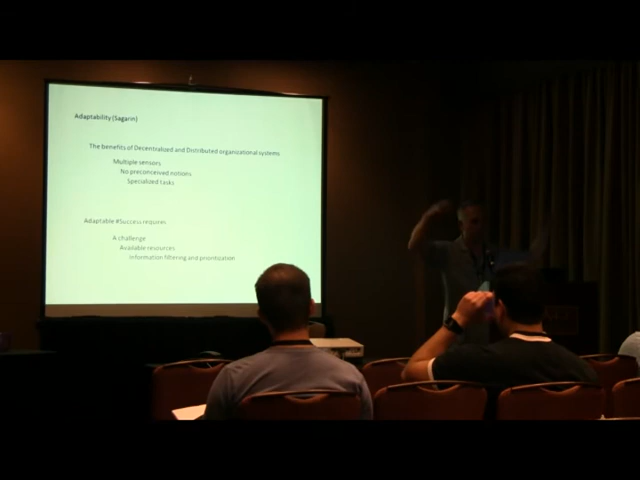 Adaptability (Sagarin)
The benefits of Decentralized and Distributed organizational systems
Multiple sensors
No preconceived notions
Specialized tasks
Adaptable #Success requires
A challenge
Available resources
Information filtering and prioritization